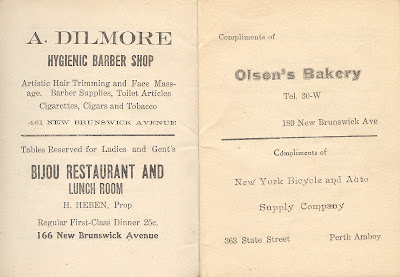 A. DILMORE
HYGIENIC BARBER SHOP
Artistic Hair Trimming and Face Mass-
age. Barber Supplies, Toilet Articles
Cigarettes, Cigars and Tobacco
461 NEW BRUNSWICK AVENUE
Tables Reserved for Ladies and Gent's
BIJOU RESTAURANT AND
LUNCH ROOM
H. HEBEN, Prop
Regular First-Class Dinner 25c.
166 New Brunswick Avenue
Compliments of
Olsen's Bakery
Tel. 30-W
189 New Brunswick Ave
Compliments of
New York Bicycle and Auto
Supply Company
363 State Street Perth Amboy